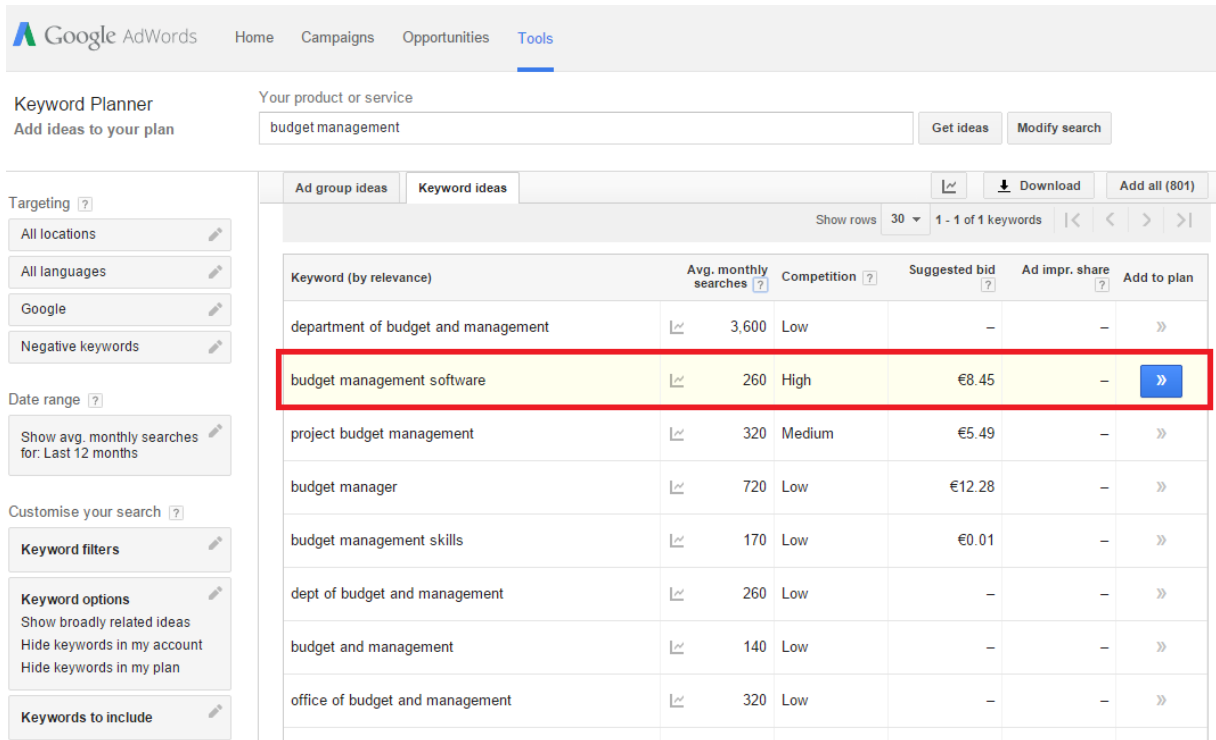 Google AdWords Home Campaigns Opportunities Tools
Keyword Planner
Add ideas to your plan
Your product or service
budget management
Get ideas
Modify search
Targeting ?
All locations
All languages
Google
Negative keywords
Date range ?
Show avg. monthly searches
for: Last 12 months
Customise your search ?
Keyword filters
Keyword options
Show broadly related ideas
Hide keywords in my account
Hide keywords in my plan
Keywords to include
Ad group ideas
Keyword ideas
Download
Add all (801)
Show rows 30 1 - 1 of 1 keywords
Keyword (by relevance) Avg. monthly searches ? Competition ? Suggested bid ? Ad impr. share ? Add to plan
department of budget and management 3,600 Low – – »
budget management software 260 High €8.45 – »
project budget management 320 Medium €5.49 – »
budget manager 720 Low €12.28 – »
budget management skills 170 Low €0.01 – »
dept of budget and management 260 Low – – »
budget and management 140 Low – – »
office of budget and management 320 Low – – »